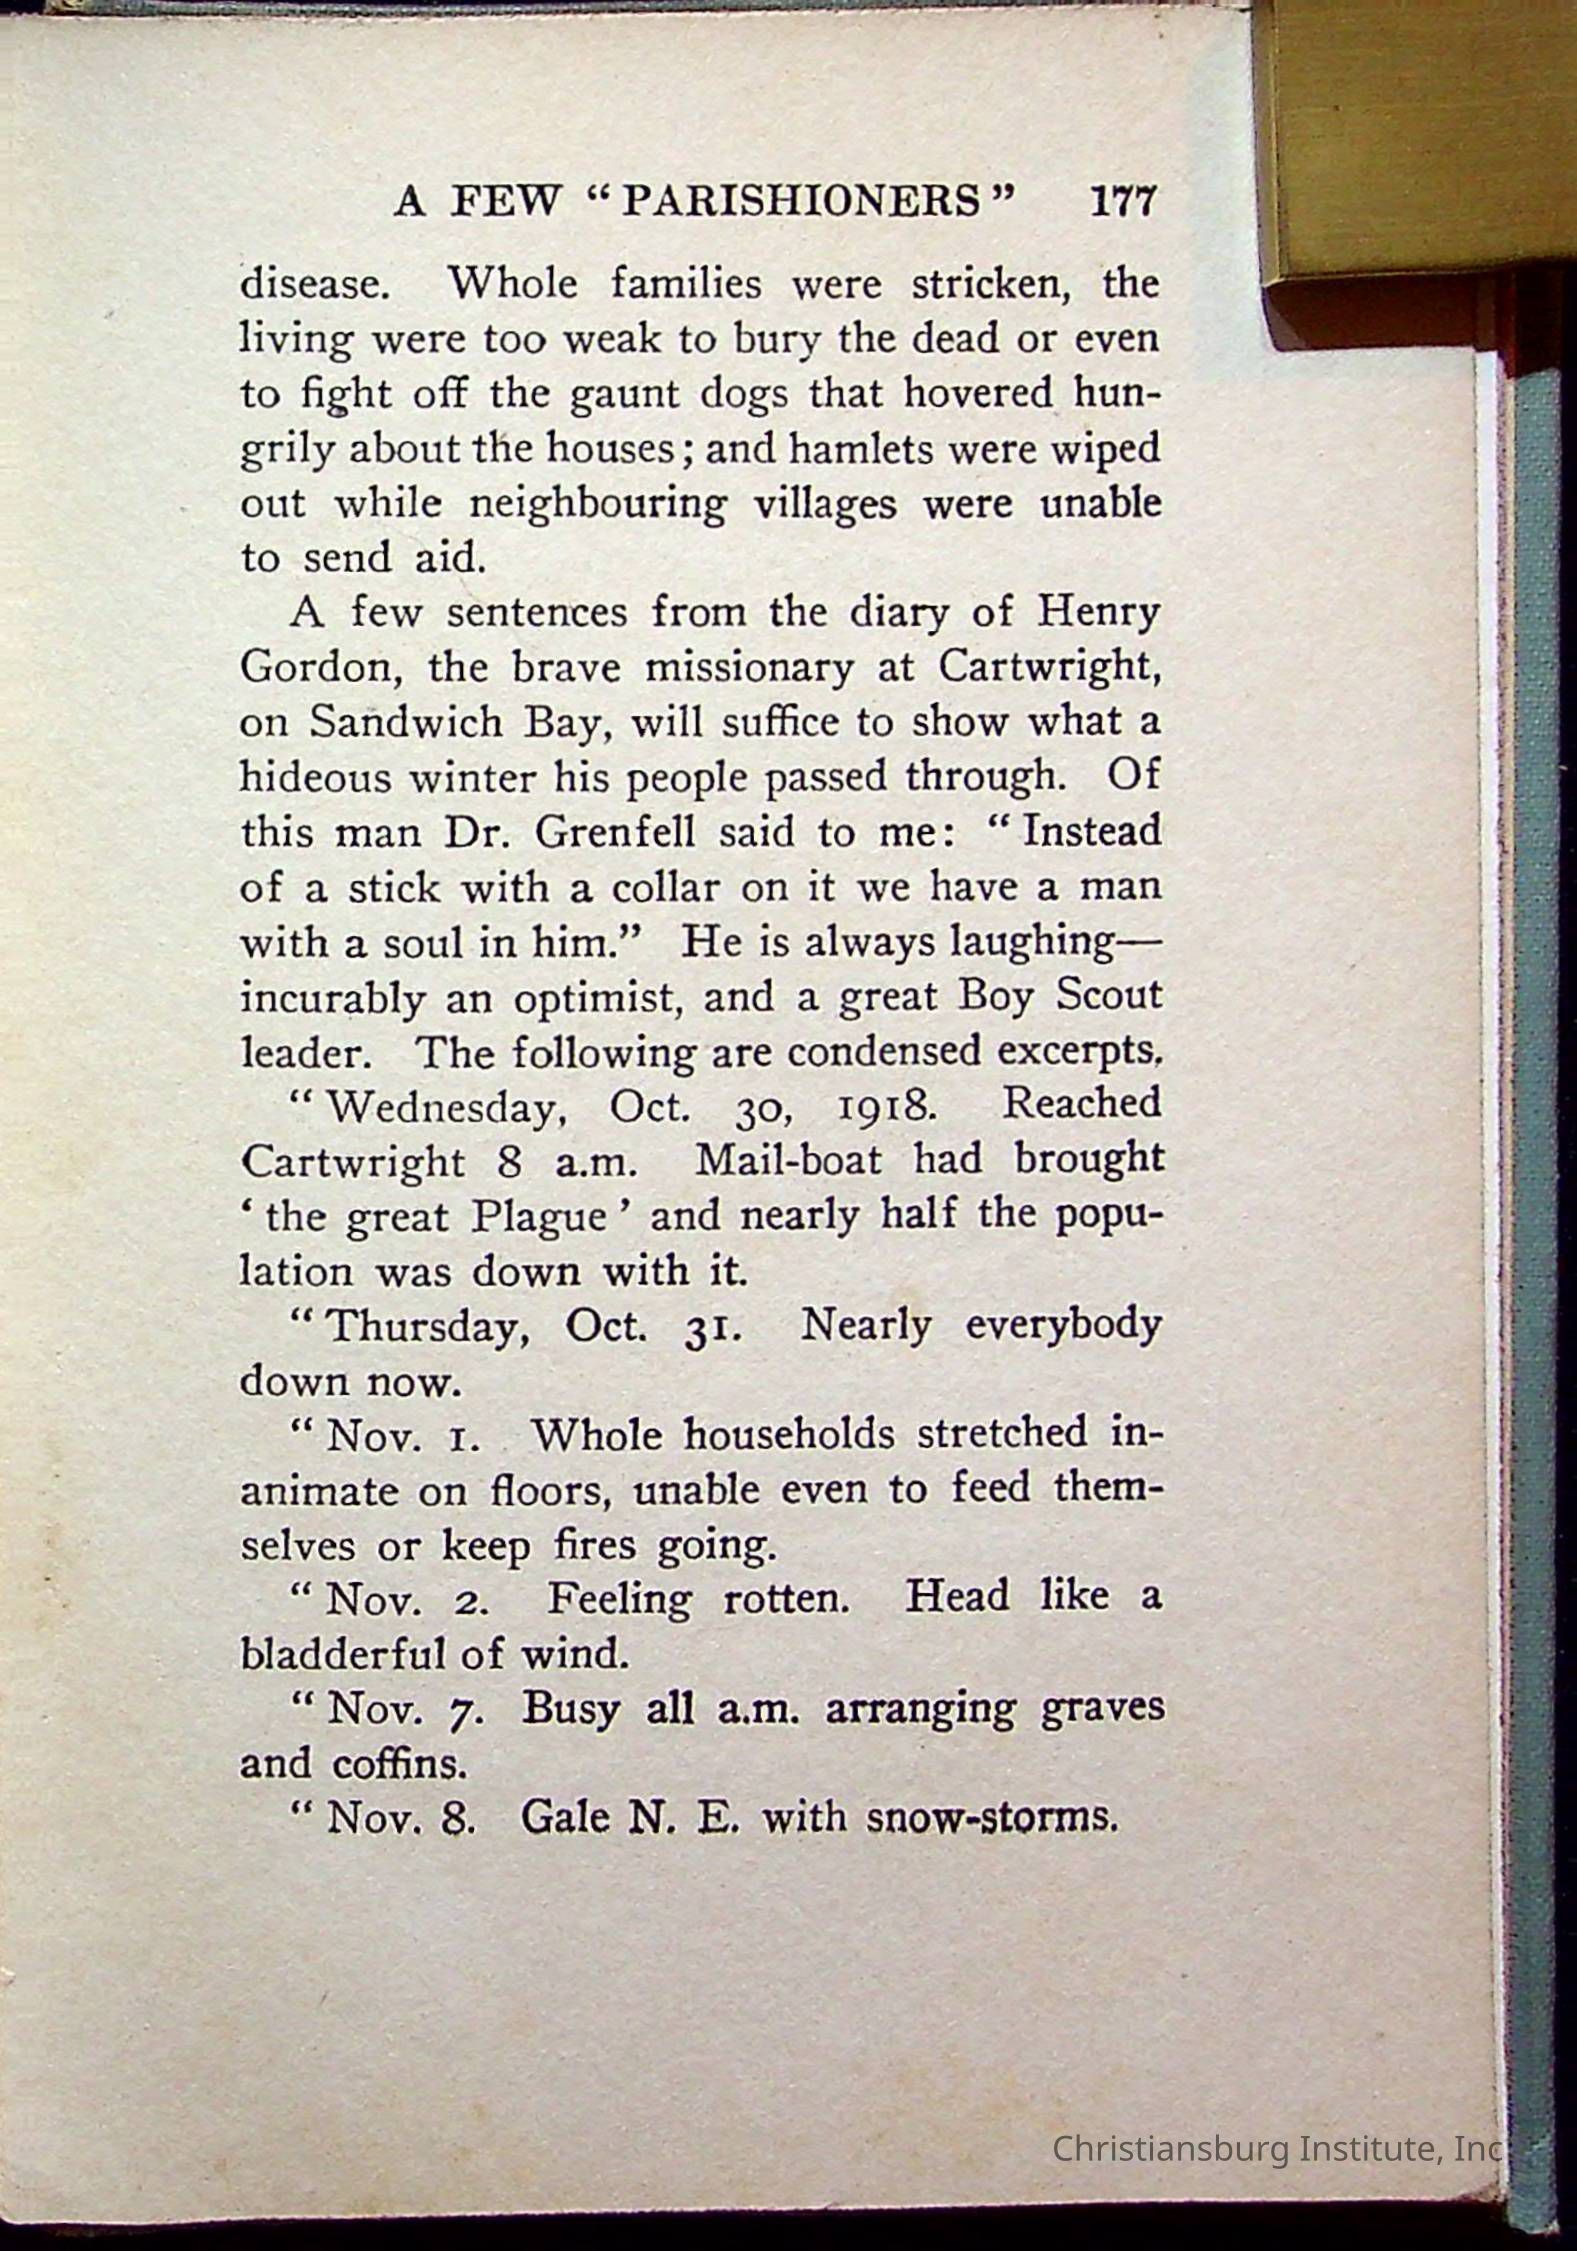 A FEW “PARISHIONERS” 177
disease. Whole families were stricken, the
living were too weak to bury the dead or even
to fight off the gaunt dogs that hovered hun-
grily about the houses; and hamlets were wiped
out while neighbouring villages were unable
to send aid.
A few sentences from the diary of Henry
Gordon, the brave missionary at Cartwright,
on Sandwich Bay, will suffice to show what a
hideous winter his people passed through. Of
this man Dr. Grenfell said to me: “Instead
of a stick with a collar on it we have a man
with a soul in him.” He is always laughing—
incurably an optimist, and a great Boy Scout
leader. The following are condensed excerpts.
“Wednesday, Oct. 30, 1918. Reached
Cartwright 8 a.m. Mail-boat had brought
‘the great Plague’ and nearly half the popu-
lation was down with it.
“Thursday, Oct. 31. Nearly everybody
down now.
“Nov. 1. Whole households stretched in-
animate on floors, unable even to feed them-
selves or keep fires going.
“Nov. 2. Feeling rotten. Head like a
bladderful of wind.
“Nov. 7. Busy all a.m. arranging graves
and coffins.
“Nov. 8. Gale N. E. with snow-storms.
Christiansburg Institute, Inc